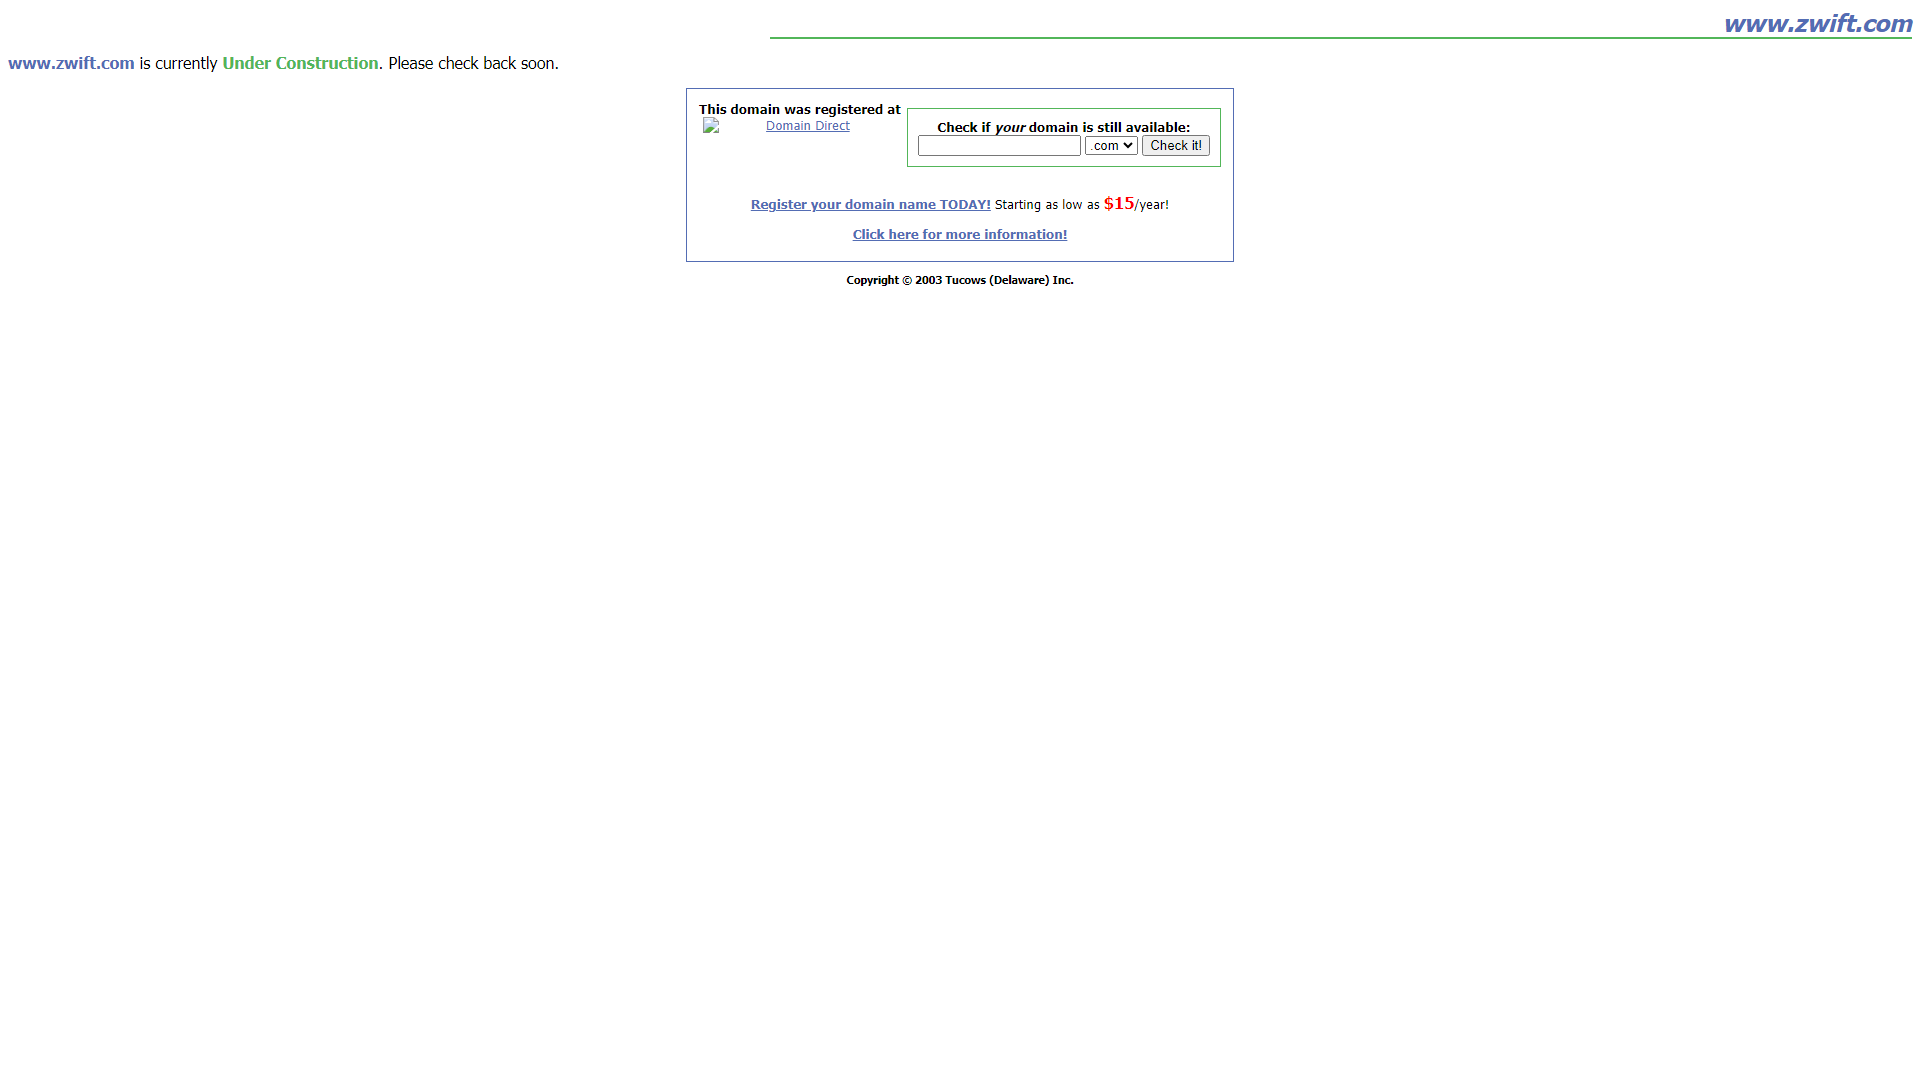 www.zwift.com
www.zwift.com is currently Under Construction. Please check back soon.
This domain was registered at
Domain Direct
Check if your domain is still available:
.com Check it!
Register your domain name TODAY! Starting as low as $15/year!
Click here for more information!
Copyright © 2003 Tucows (Delaware) Inc.